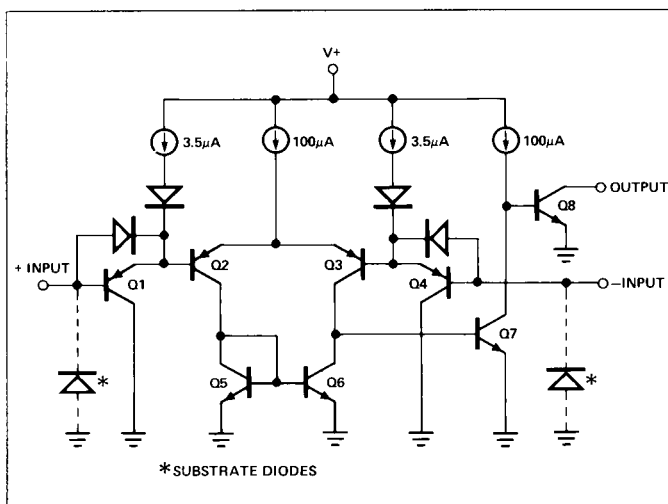 V+
3.5μA
100μA
3.5μA
100μA
OUTPUT
Q8
+ INPUT
Q1
Q2
Q3
Q4
−INPUT
Q7
*
Q5
Q6
*
*SUBSTRATE DIODES